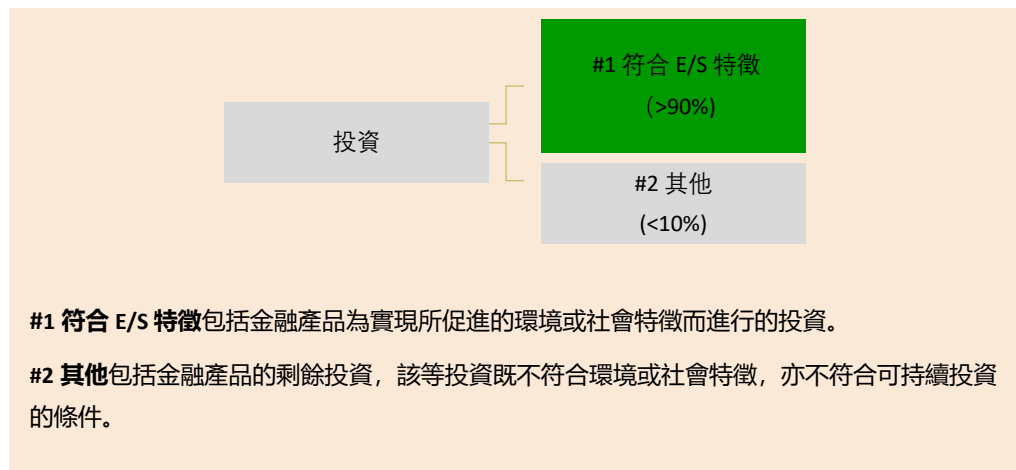 #1 符合 E/S 特徵
（>90%)
投資
#2 其他
(<10%)
#1 符合 E/S 特徵包括金融產品為實現所促進的環境或社會特徵而進行的投資。
#2 其他包括金融產品的剩餘投資，該等投資既不符合環境或社會特徵，亦不符合可持續投資
的條件。